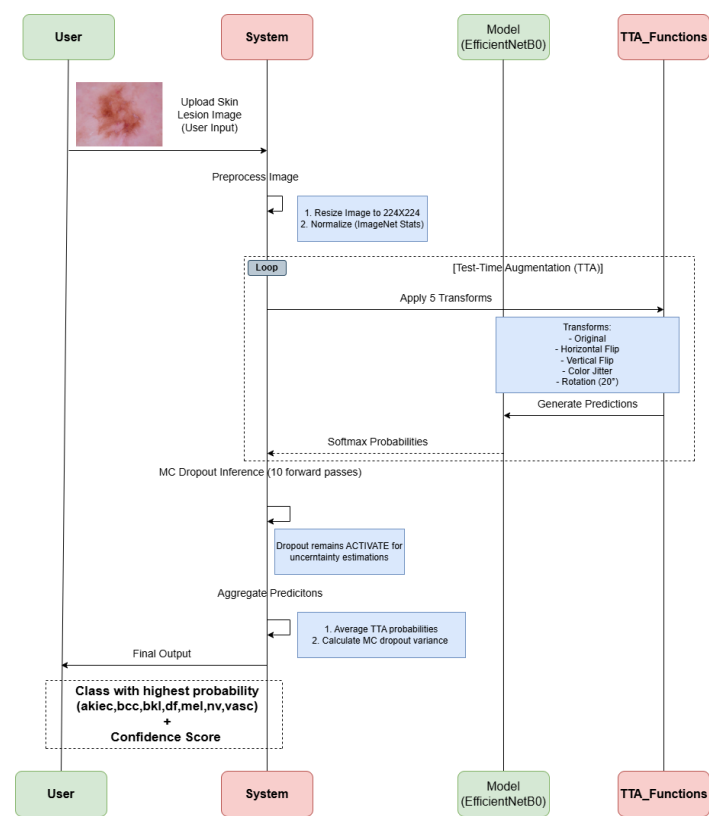 User
System
Model
(EfficientNetB0)
TTA_Functions
Upload Skin
Lesion Image
(User Input)
Preprocess Image
1. Resize Image to 224X224
2. Normalize (ImageNet Stats)
Loop
[Test-Time Augmentation (TTA)]
Apply 5 Transforms
Transforms:
- Original
- Horizontal Flip
- Vertical Flip
- Color Jitter
- Rotation (20°)
Generate Predictions
Softmax Probabilities
MC Dropout Inference (10 forward passes)
Dropout remains ACTIVATE for
uncerntainty estimations
Aggregate Predicitons
1. Average TTA probabilities
2. Calculate MC dropout variance
Final Output
Class with highest probability
(akiec,bcc,bkl,df,mel,nv,vasc)
+
Confidence Score
User
System
Model
(EfficientNetB0)
TTA_Functions